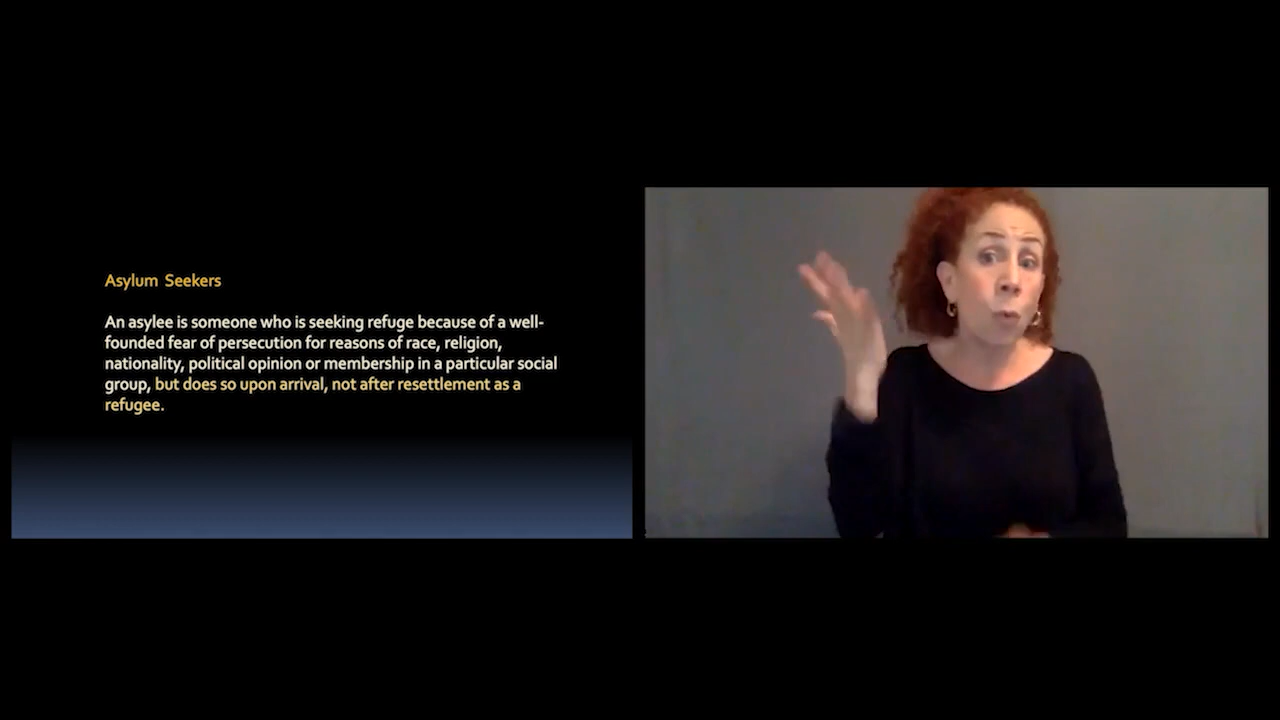 Asylum Seekers
An asylee is someone who is seeking refuge because of a well-
founded fear of persecution for reasons of race, religion,
nationality, political opinion or membership in a particular social
group, but does so upon arrival, not after resettlement as a
refugee.